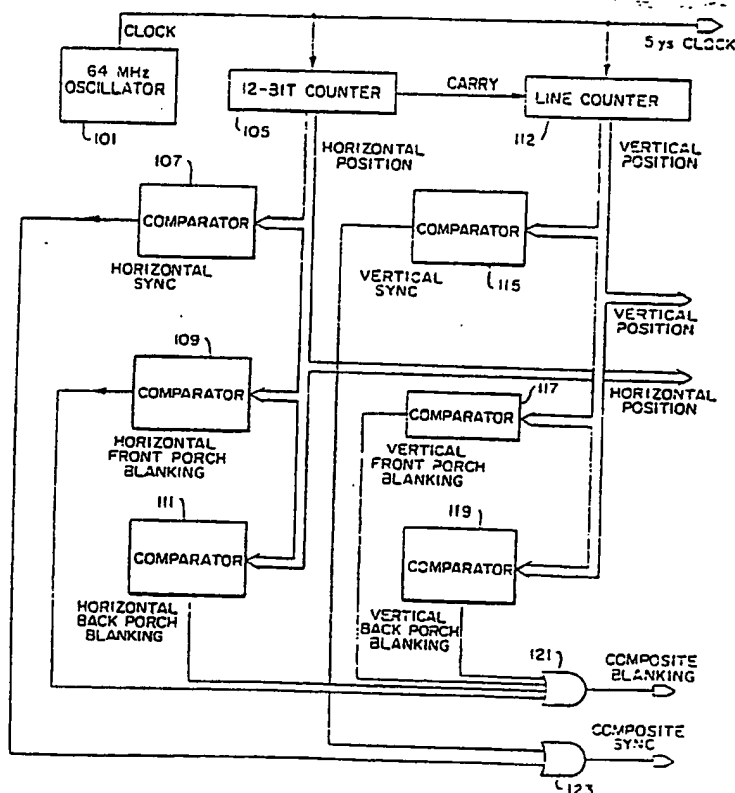 CLOCK
5 ys CLOCK
64 MHz
OSCILLATOR
101
12-BIT COUNTER
105
CARRY
LINE COUNTER
112
HORIZONTAL
POSITION
VERTICAL
POSITION
107
COMPARATOR
HORIZONTAL
SYNC
COMPARATOR
VERTICAL
SYNC
115
VERTICAL
POSITION
109
COMPARATOR
HORIZONTAL
FRONT PORCH
BLANKING
117
COMPARATOR
VERTICAL
FRONT PORCH
BLANKING
HORIZONTAL
POSITION
111
COMPARATOR
HORIZONTAL
BACK PORCH
BLANKING
119
COMPARATOR
VERTICAL
BACK PORCH
BLANKING
121
COMPOSITE
BLANKING
COMPOSITE
SYNC
123